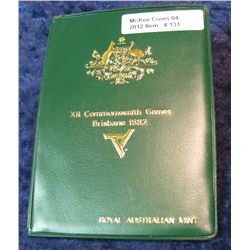 McKee Coins 04
2012 Item # 131
XII Commonwealth Games
Brisbane 1982
ROYAL AUSTRALIAN MINT